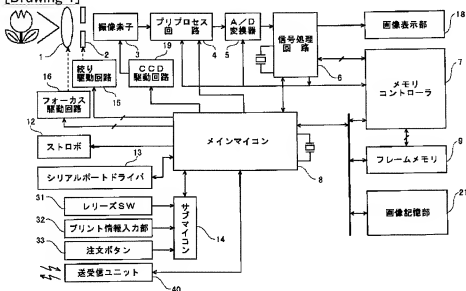 [Drawing 1]
撮像素子
プリプロセス
回路
A/D
変換器
信号処理
回路
画像表示部
18
1
2
3
4
5
6
7
19
CCD
駆動回路
絞り
駆動回路
15
16
フォーカス
駆動回路
メモリ
コントローラ
12
ストロボ
メインマイコン
8
フレームメモリ
9
13
シリアルポートドライバ
31
レリーズSW
32
プリント情報入力部
33
注文ボタン
サブマイコン
14
画像記憶部
21
送受信ユニット
40